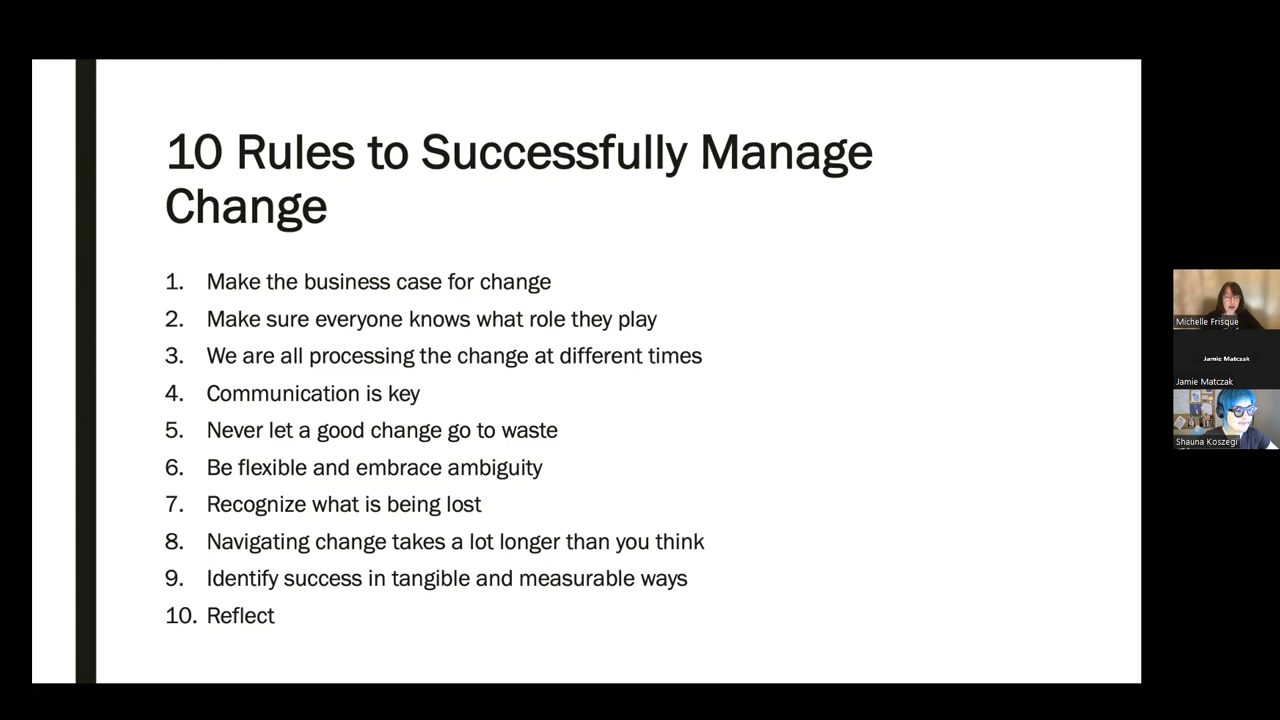 10 Rules to Successfully Manage
Change
1. Make the business case for change
2. Make sure everyone knows what role they play
3. We are all processing the change at different times
4. Communication is key
5. Never let a good change go to waste
6. Be flexible and embrace ambiguity
7. Recognize what is being lost
8. Navigating change takes a lot longer than you think
9. Identify success in tangible and measurable ways
10. Reflect
Michelle Frisque
Jamie Matczak
Jamie Matczak
Shauna Koszegi